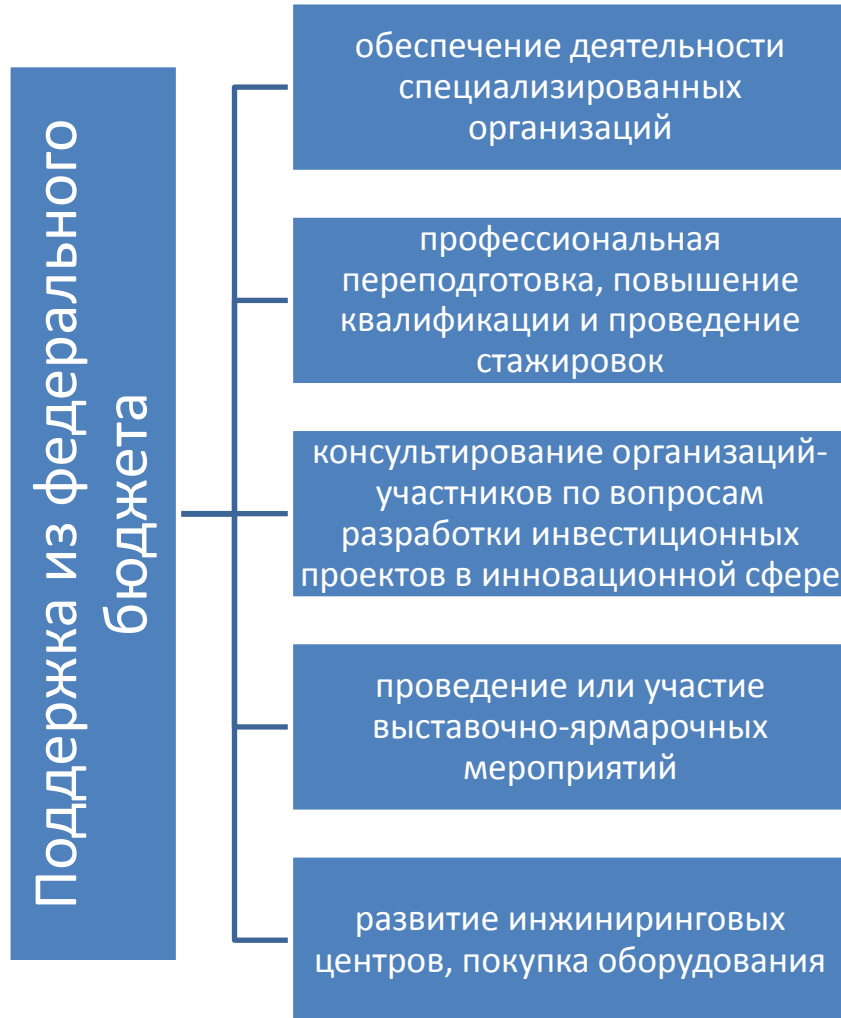 Поддержка из федерального
бюджета
обеспечение деятельности
специализированных
организаций
профессиональная
переподготовка, повышение
квалификации и проведение
стажировок
консультирование организаций-
участников по вопросам
разработки инвестиционных
проектов в инновационной сфере
проведение или участие
выставочно-ярмарочных
мероприятий
развитие инжиниринговых
центров, покупка оборудования